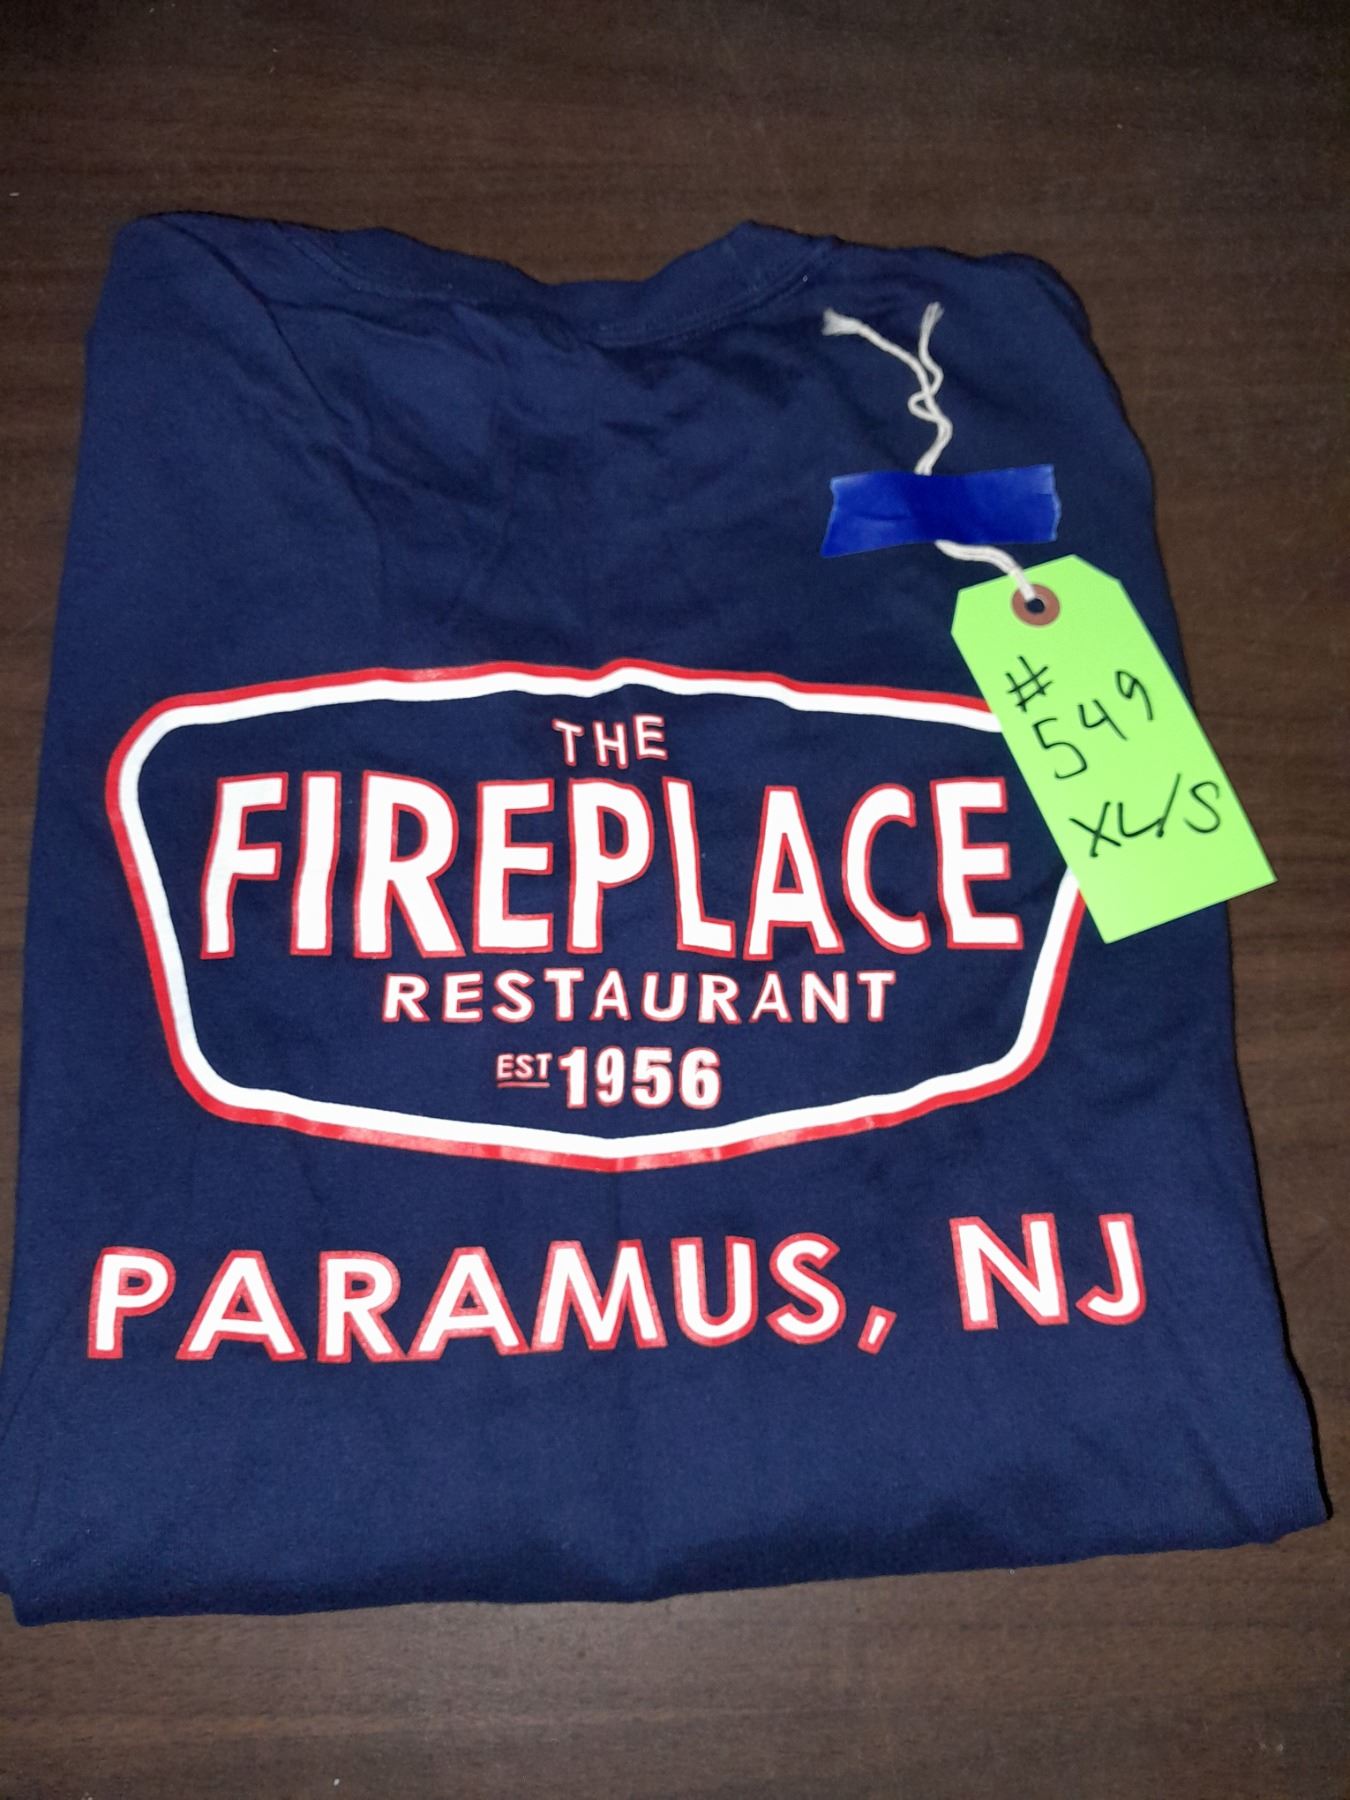 THE
FIREPLACE
RESTAURANT
EST 1956
PARAMUS, NJ
#
549
XL/S